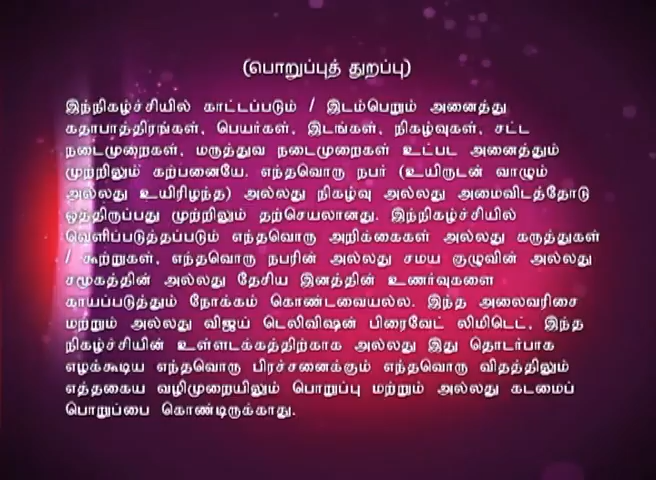 (பொறுப்புத் துறப்பு)
இந்நிகழ்ச்சியில் காட்டப்படும் / இடம்பெறும் அனைத்து
கதாபாத்திரங்கள், பெயர்கள், இடங்கள், நிகழ்வுகள், சட்ட
நடைமுறைகள், மருத்துவ நடைமுறைகள் உட்பட அனைத்தும்
முற்றிலும் கற்பனையே. எந்தவொரு நபர் (உயிருடன் வாழும்
அல்லது உயிரிழந்த) அல்லது நிகழ்வு அல்லது அமைவிடத்தோடு
ஒத்திருப்பது முற்றிலும் தற்செயலானது. இந்நிகழ்ச்சியில்
வெளிப்படுத்தப்படும் எந்தவொரு அறிக்கைகள் அல்லது கருத்துகள்
/ கூற்றுகள், எந்தவொரு நபரின் அல்லது சமய குழுவின் அல்லது
சமூகத்தின் அல்லது தேசிய இனத்தின் உணர்வுகளை
காயப்படுத்தும் நோக்கம் கொண்டவையல்ல. இந்த அலைவரிசை
மற்றும் அல்லது விஜய் டெலிவிஷன் பிரைவேட் லிமிடெட், இந்த
நிகழ்ச்சியின் உள்ளடக்கத்திற்காக அல்லது இது தொடர்பாக
எழக்கூடிய எந்தவொரு பிரச்சனைக்கும் எந்தவொரு விதத்திலும்
எத்தகைய வழிமுறையிலும் பொறுப்பு மற்றும் அல்லது கடமைப்
பொறுப்பை கொண்டிருக்காது.